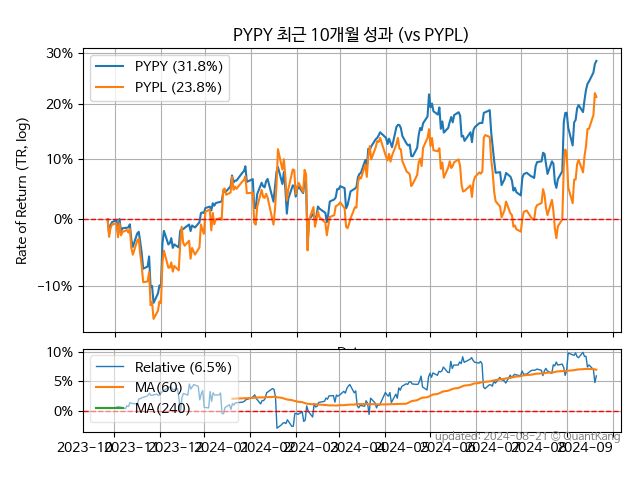 PYPY 최근 10개월 성과 (vs PYPL)
Rate of Return (TR, log)
30%
20%
10%
0%
−10%
PYPY (31.8%)
PYPL (23.8%)
10%
5%
0%
Relative (6.5%)
MA(60)
MA(240)
updated: 2024-08-21 © QuantKang
2023-10 2023-11 2023-12 2024-01 2024-02 2024-03 2024-04 2024-05 2024-06 2024-07 2024-08 2024-09